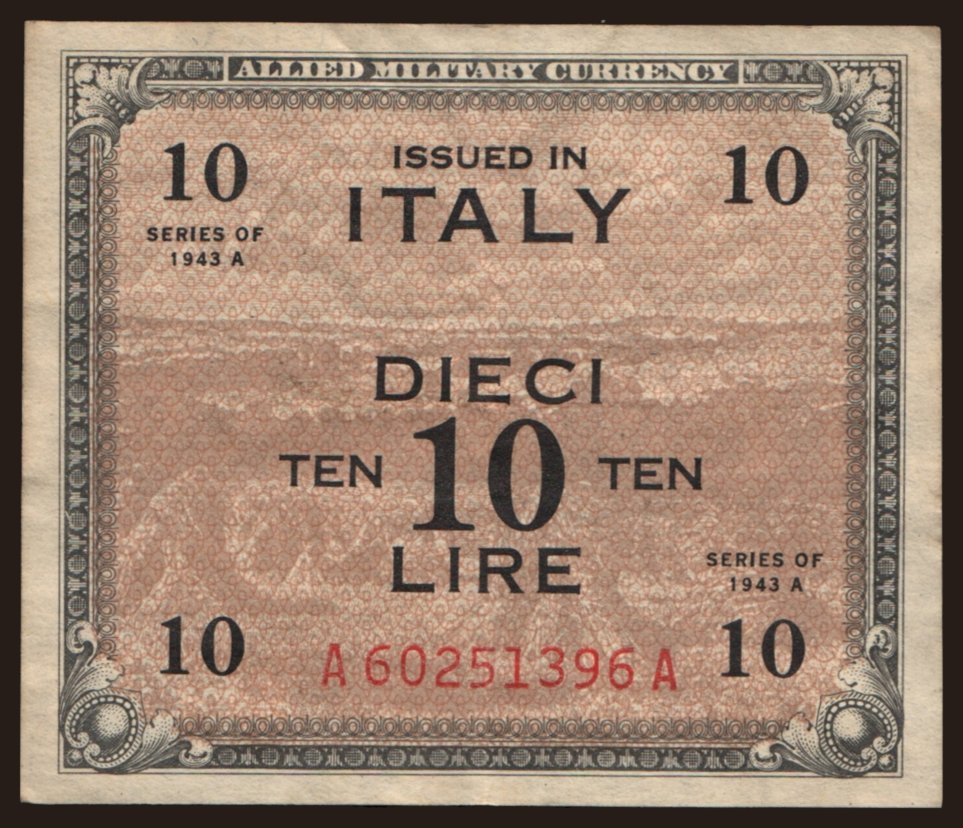 ALLIED MILITARY CURRENCY
10 ISSUED IN 10
ITALY
SERIES OF
1943 A
DIECI
TEN 10 TEN
LIRE
SERIES OF
1943 A
10 A60251396A 10